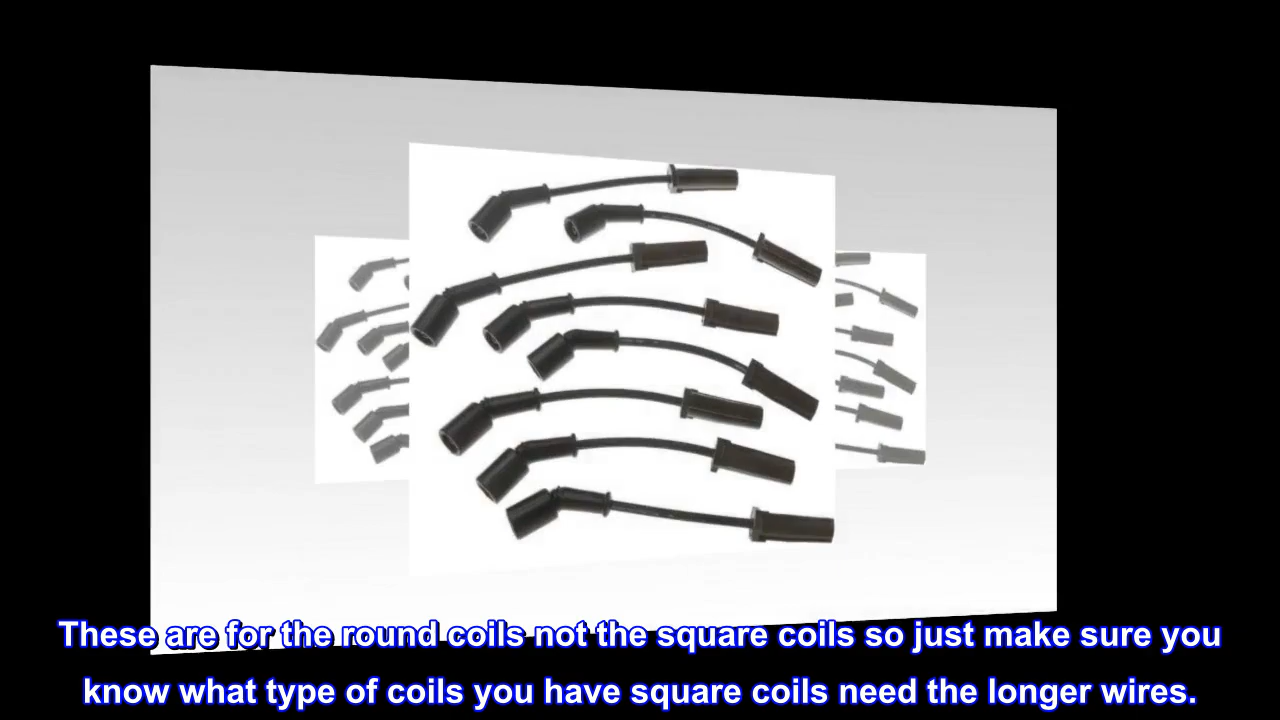 These are for the round coils not the square coils so just make sure you
know what type of coils you have square coils need the longer wires.